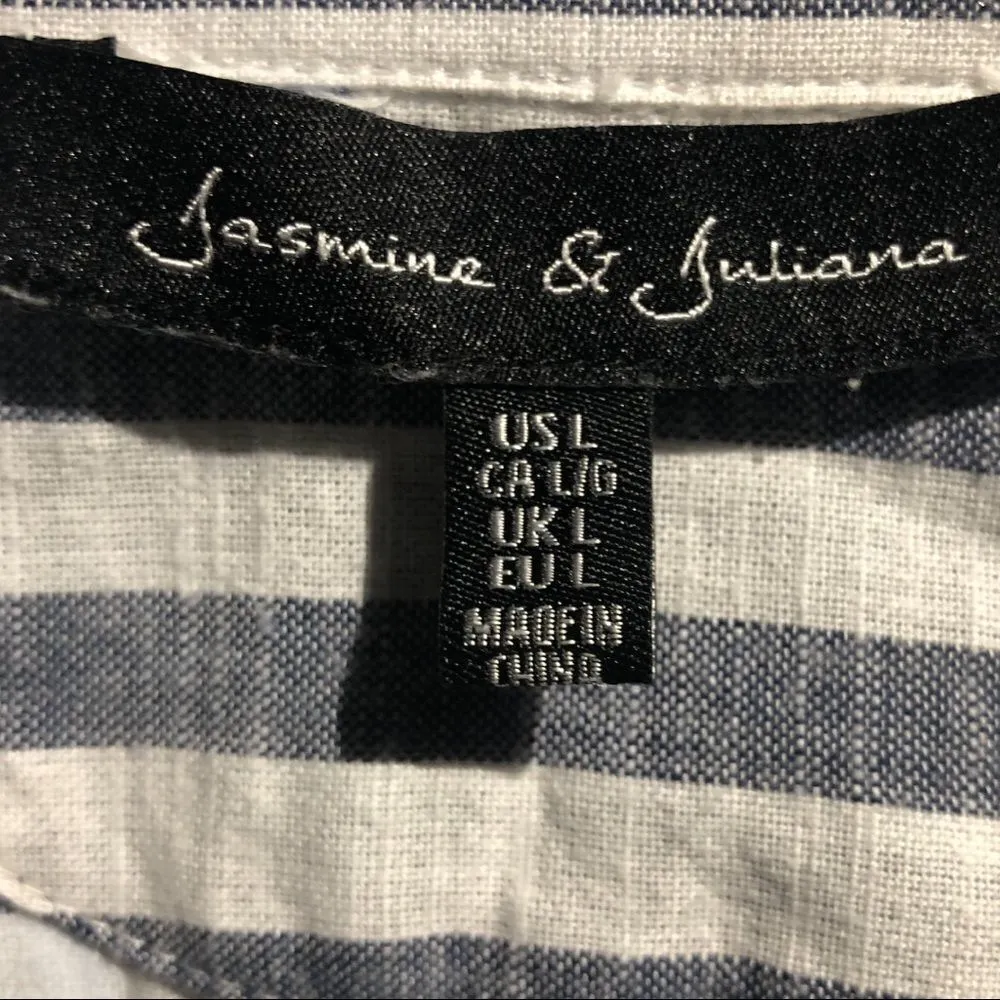 Jasmine & Juliana
US L
CA L/G
UK L
EU L
MADE IN
CHINA